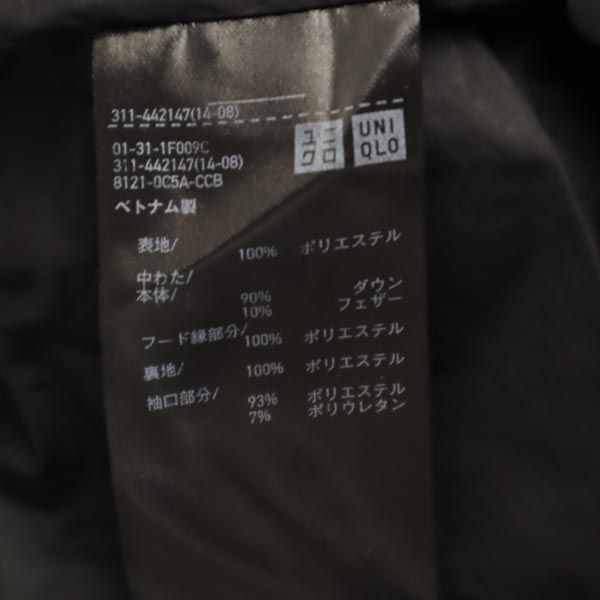 311-442147(14-08)
01-31-1F009C
311-442147(14-08)
8121-0C5A-CCB
ベトナム製
ユニ
クロ
UNI
QLO
表地/ 100% ポリエステル
中わた/
本体/ 90% ダウン
10% フェザー
フード縁部分/ 100% ポリエステル
裏地/ 100% ポリエステル
袖口部分/ 93% ポリエステル
7% ポリウレタン